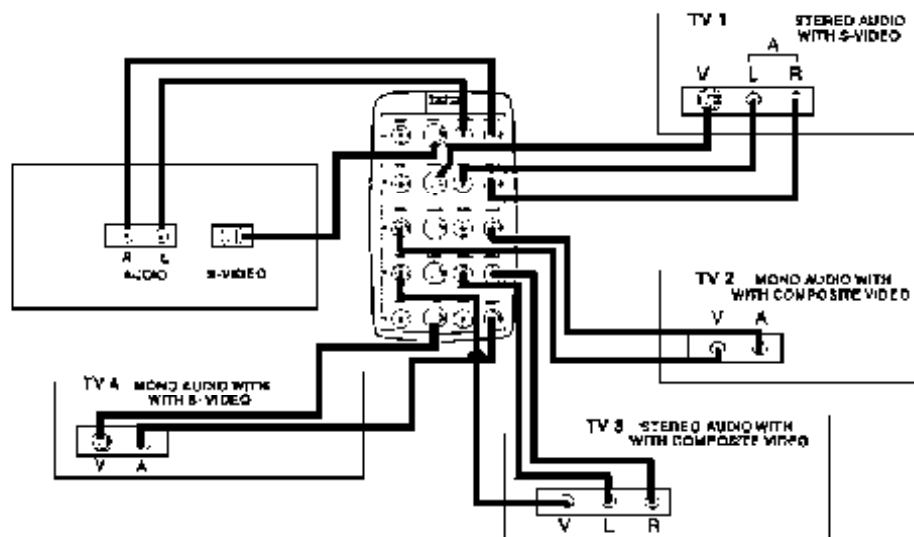 TV 1
STEREO AUDIO
WITH S-VIDEO
A
V L R
R L
AUDIO
S-VIDEO
TV 2 MONO AUDIO WITH
WITH COMPOSITE VIDEO
V A
TV 4 MONO AUDIO WITH
WITH S-VIDEO
V A
TV 3 STEREO AUDIO WITH
WITH COMPOSITE VIDEO
V L R